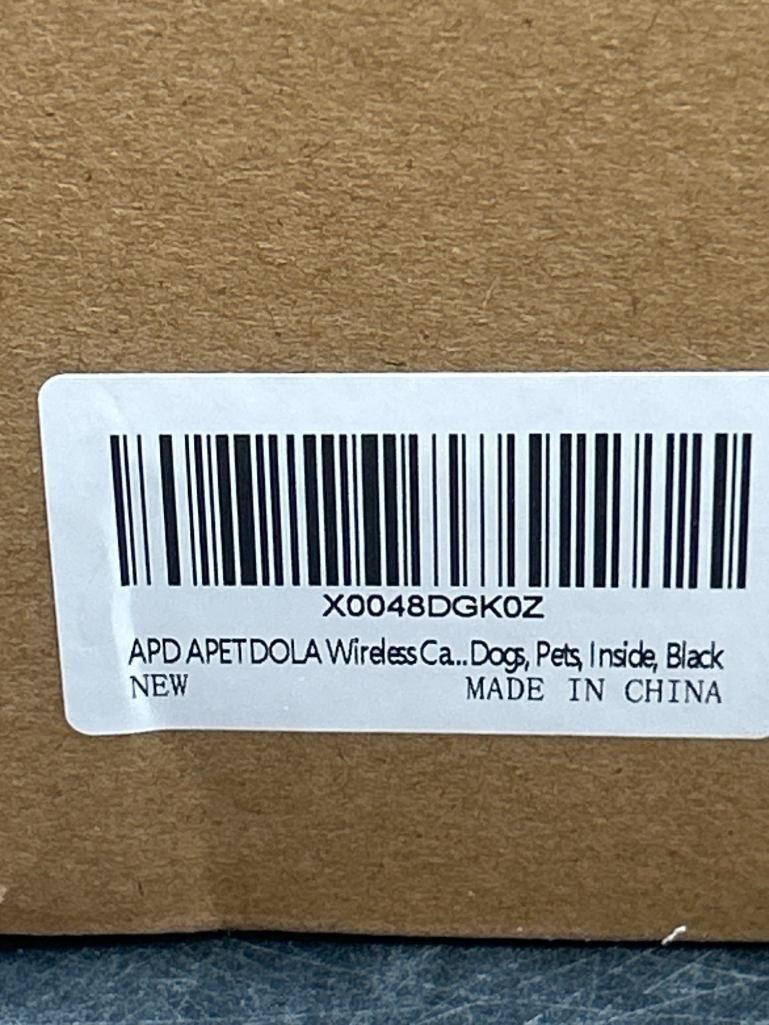 X0048DGK0Z
APD APETDOLA Wireless Ca...Dogs, Pets, Inside, Black
NEW MADE IN CHINA